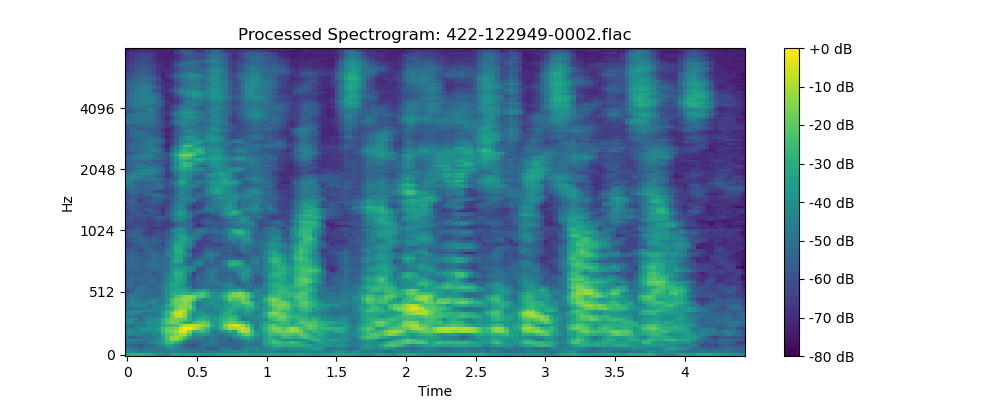 Processed Spectrogram: 422-122949-0002.flac
Hz
4096
2048
1024
512
0
0
0.5
1
1.5
2
2.5
3
3.5
4
Time
+0 dB
-10 dB
-20 dB
-30 dB
-40 dB
-50 dB
-60 dB
-70 dB
-80 dB